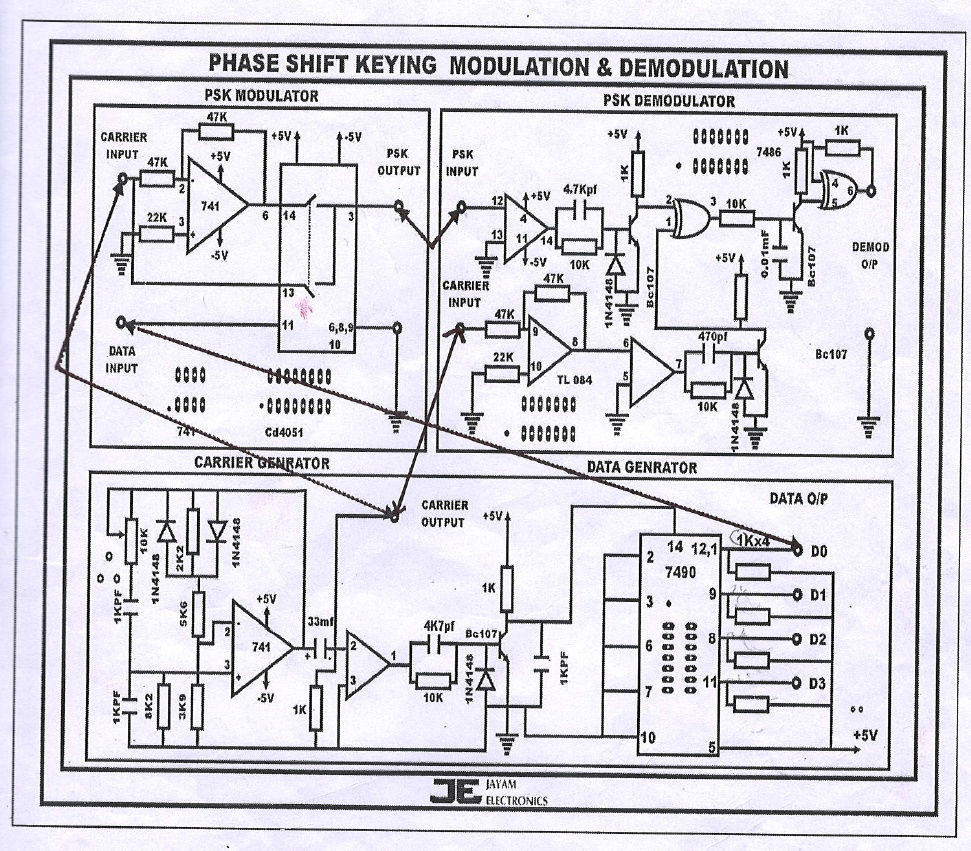 PHASE SHIFT KEYING MODULATION & DEMODULATION
PSK MODULATOR
CARRIER
INPUT
47K
47K
+5V
-5V
+5V
2
741
6
14
3
22K
3
-5V
PSK
OUTPUT
13
11
6,8,9
10
DATA
INPUT
741
Cd4051
PSK DEMODULATOR
PSK
INPUT
12
+5V
4
11
13
-5V
14
4.7Kpf
10K
+5V
1K
1N4148
Bc107
2
1
3
10K
7486
+5V
1K
1K
4
5
6
0.01mF
Bc107
DEMOD
O/P
CARRIER
INPUT
47K
47K
9
8
22K
10
TL 084
6
5
7
470pf
10K
1N4148
+5V
Bc107
CARRIER GENRATOR
DATA GENRATOR
10K
1N4148
2K2
1N4148
1KPF
5K6
1KPF
8K2
3K9
+5V
2
741
3
-5V
33mf
+
1K
2
3
1
CARRIER
OUTPUT
4K7pf
10K
1N4148
Bc107
+5V
1K
1KPF
DATA O/P
2
3
6
7
10
14
12,1
7490
9
8
11
5
1Kx4
D0
D1
D2
D3
+5V
JE
JAYAM
ELECTRONICS